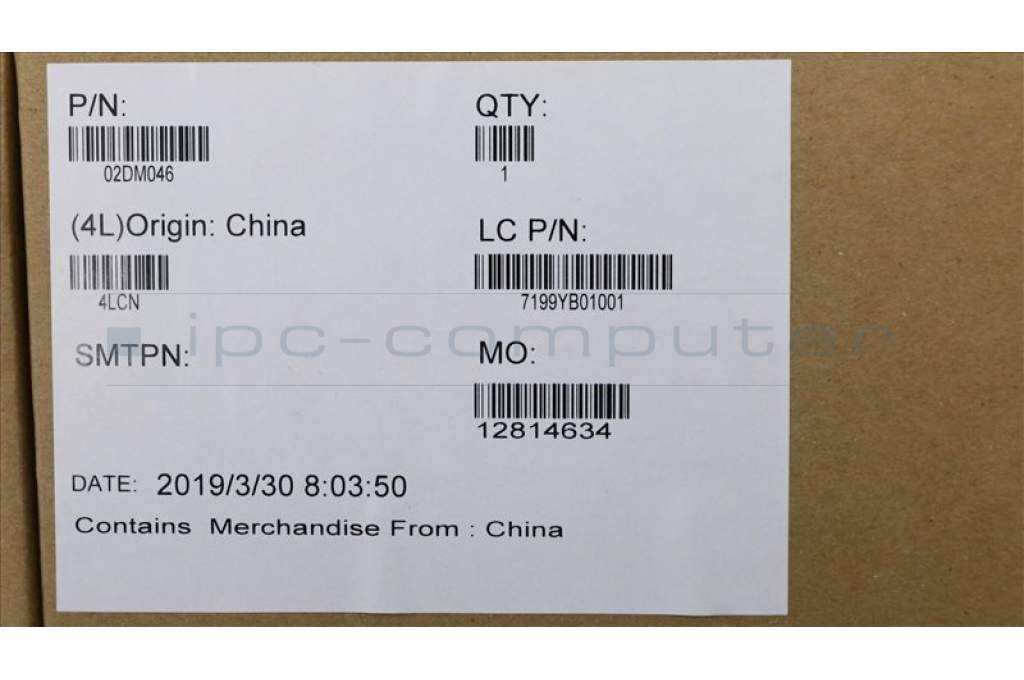 P/N:
02DM046
QTY:
1
(4L)Origin: China
4LCN
LC P/N:
7199YB01001
ipc-computer
SMTPN:
MO:
12814634
DATE: 2019/3/30 8:03:50
Contains Merchandise From : China